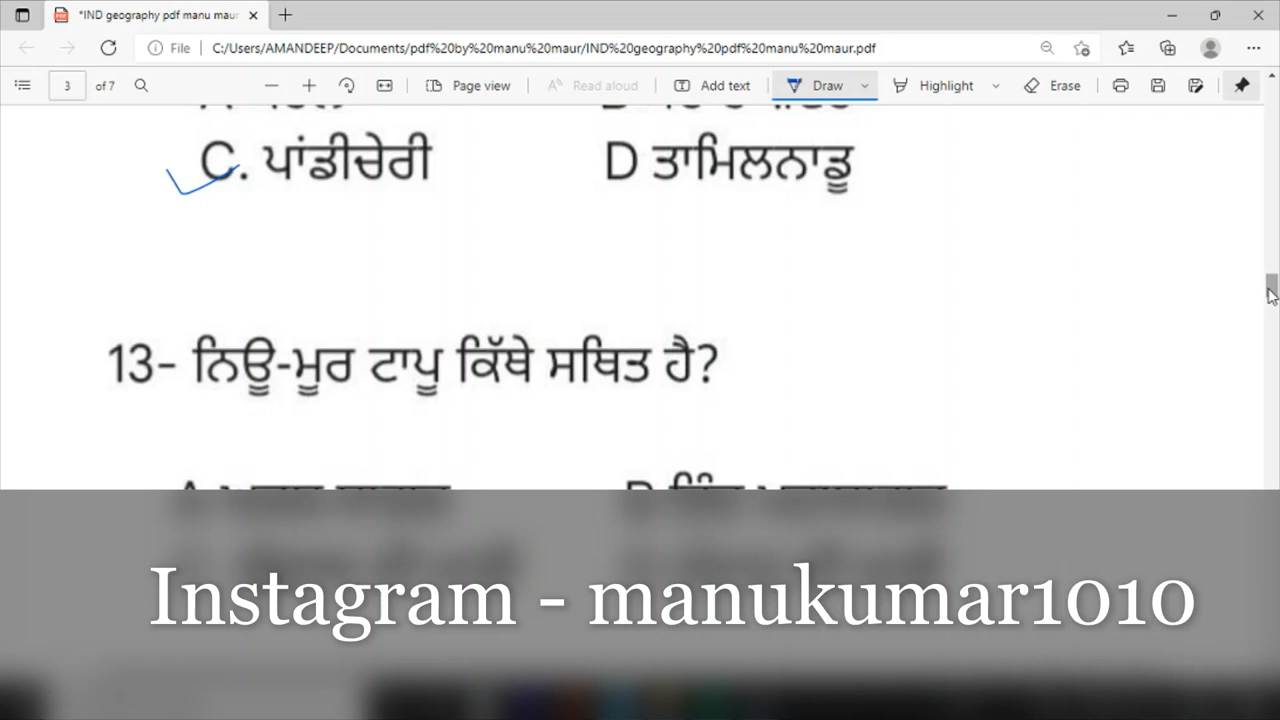 *IND geography pdf manu maur
File C:/Users/AMANDEEP/Documents/pdf%20by%20manu%20maur/IND%20geography%20pdf%20manu%20maur.pdf
3 of 7 Page view Read aloud Add text Draw Highlight Erase
C. ਪਾਂਡੀਚੇਰੀ D ਤਾਮਿਲਨਾਡੂ
13- ਨਿਊ-ਮੂਰ ਟਾਪੂ ਕਿੱਥੇ ਸਥਿਤ ਹੈ?
Instagram - manukumar1010